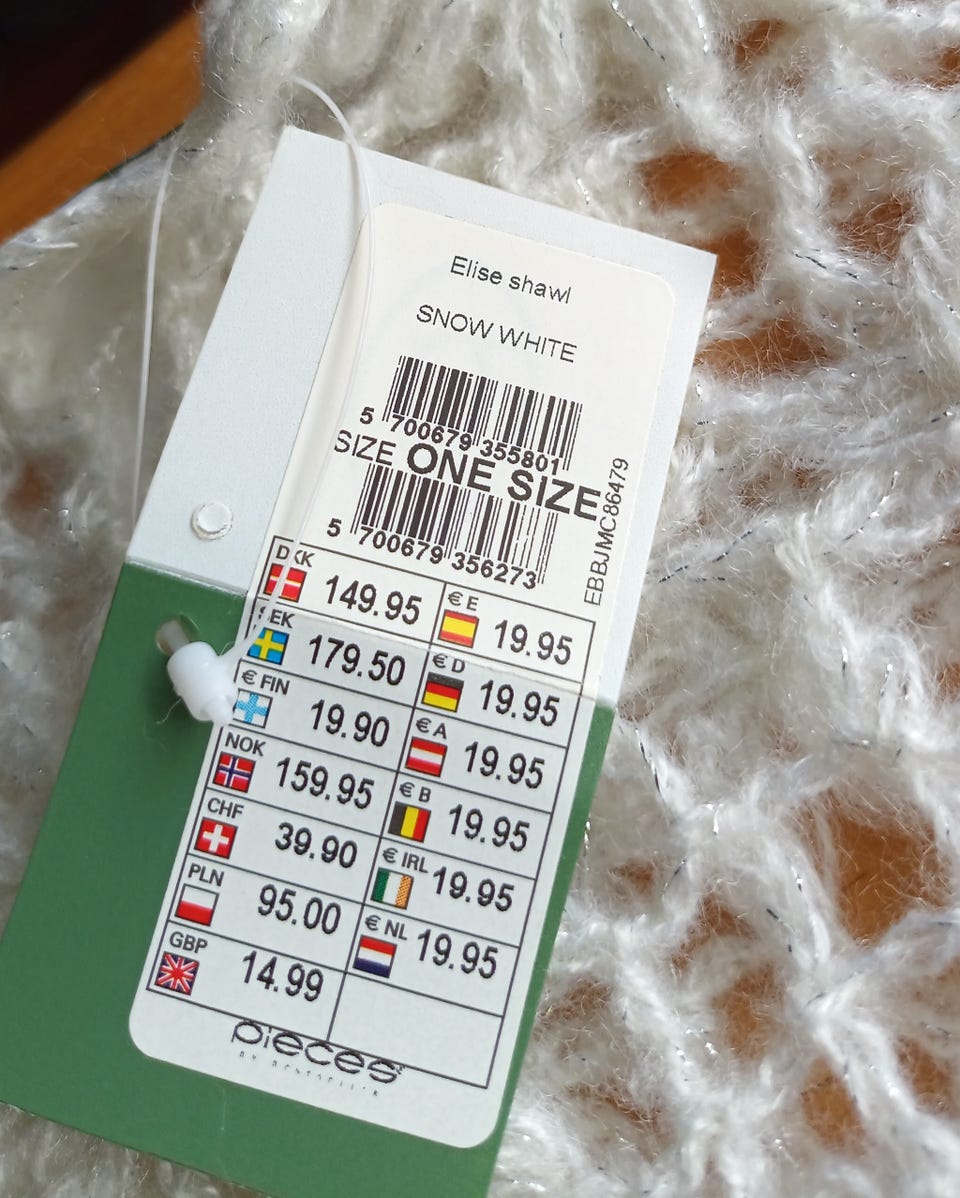 Elise shawl
SNOW WHITE
5 700679 355801
SIZE ONE SIZE
5 700679 356273
EBBJMC86479
DKK 149.95
€ E 19.95
SEK 179.50
€ D 19.95
€ FIN 19.90
€ A 19.95
NOK 159.95
€ B 19.95
CHF 39.90
€ IRL 19.95
PLN 95.00
€ NL 19.95
GBP 14.99
pieces
BY BESTSELLER